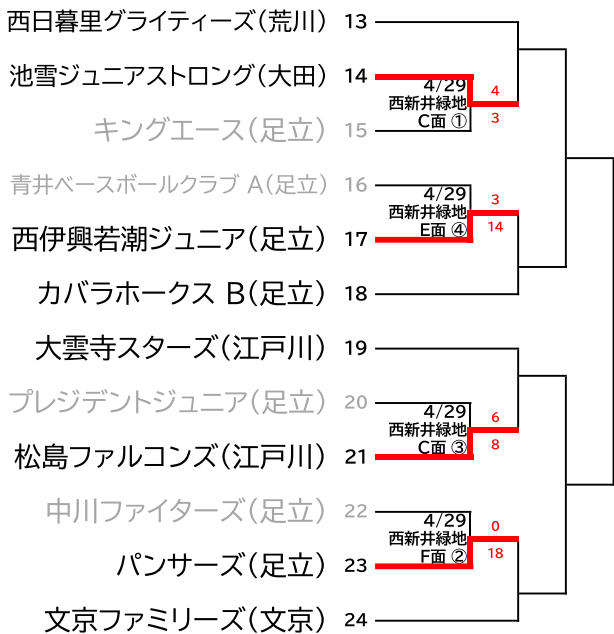 西日暮里グライティーズ(荒川) 13
池雪ジュニアストロング(大田) 14
4/29
西新井緑地
C面 ①
4
3
キングエース(足立) 15
青井ベースボールクラブ A(足立) 16
4/29
西新井緑地
E面 ④
3
14
西伊興若潮ジュニア(足立) 17
カバラホークス B(足立) 18
大雲寺スターズ(江戸川) 19
プレジデントジュニア(足立) 20
4/29
西新井緑地
C面 ③
6
8
松島ファルコンズ(江戸川) 21
中川ファイターズ(足立) 22
4/29
西新井緑地
F面 ②
0
18
パンサーズ(足立) 23
文京ファミリーズ(文京) 24